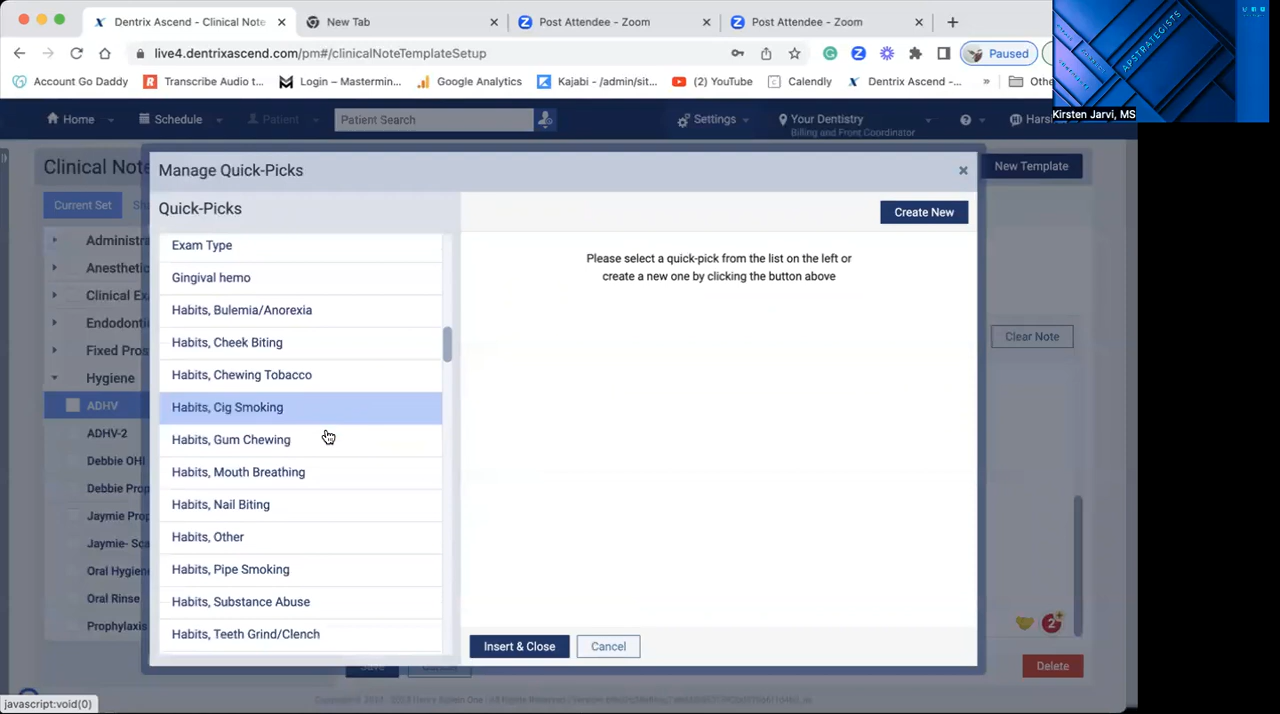 Dentrix Ascend - Clinical Note
New Tab
Post Attendee - Zoom
Post Attendee - Zoom
live4.dentrixascend.com/pm#/clinicalNoteTemplateSetup
Paused
Account Go Daddy
Transcribe Audio t...
Login – Mastermin...
Google Analytics
Kajabi - /admin/sit...
(2) YouTube
Calendly
Dentrix Ascend -...
»
APSTRATEGISTS
Kirsten Jarvi, MS
Home
Schedule
Patient
Patient Search
Settings
Your Dentistry
Billing and Front Coordinator
Clinical Note
New Template
Current Set
Manage Quick-Picks
Quick-Picks
Create New
Please select a quick-pick from the list on the left or
create a new one by clicking the button above
Exam Type
Gingival hemo
Habits, Bulemia/Anorexia
Habits, Cheek Biting
Habits, Chewing Tobacco
Habits, Cig Smoking
Habits, Gum Chewing
Habits, Mouth Breathing
Habits, Nail Biting
Habits, Other
Habits, Pipe Smoking
Habits, Substance Abuse
Habits, Teeth Grind/Clench
Insert & Close
Cancel
Administra
Anesthetic
Clinical Ex
Endodonti
Fixed Pros
Hygiene
ADHV
ADHV-2
Debbie OHI
Debbie Pro
Jaymie Pro
Jaymie- Sc
Oral Hygien
Oral Rinse
Prophylaxis
Clear Note
2
Save
Delete
javascript:void(0)